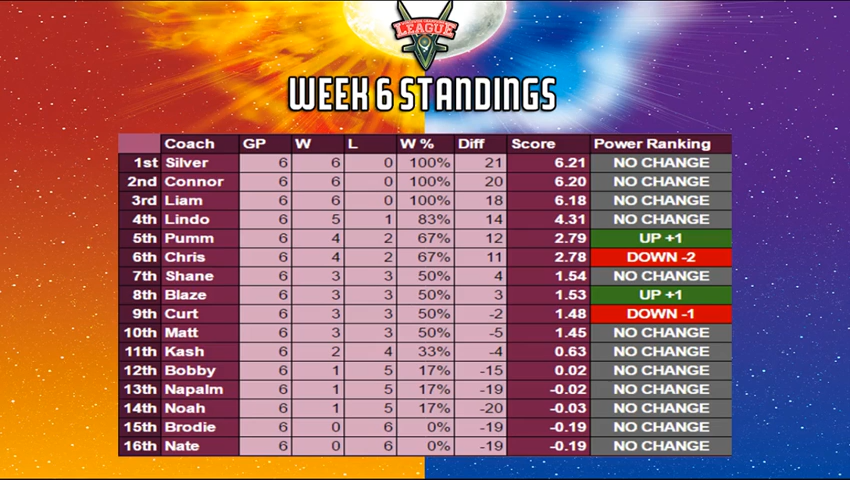 LEAGUE
WEEK 6 STANDINGS
Coach GP W L W % Diff Score Power Ranking
1st Silver 6 6 0 100% 21 6.21 NO CHANGE
2nd Connor 6 6 0 100% 20 6.20 NO CHANGE
3rd Liam 6 6 0 100% 18 6.18 NO CHANGE
4th Lindo 6 5 1 83% 14 4.31 NO CHANGE
5th Pumm 6 4 2 67% 12 2.79 UP +1
6th Chris 6 4 2 67% 11 2.78 DOWN -2
7th Shane 6 3 3 50% 4 1.54 NO CHANGE
8th Blaze 6 3 3 50% 3 1.53 UP +1
9th Curt 6 3 3 50% -2 1.48 DOWN -1
10th Matt 6 3 3 50% -5 1.45 NO CHANGE
11th Kash 6 2 4 33% -4 0.63 NO CHANGE
12th Bobby 6 1 5 17% -15 0.02 NO CHANGE
13th Napalm 6 1 5 17% -19 -0.02 NO CHANGE
14th Noah 6 1 5 17% -20 -0.03 NO CHANGE
15th Brodie 6 0 6 0% -19 -0.19 NO CHANGE
16th Nate 6 0 6 0% -19 -0.19 NO CHANGE